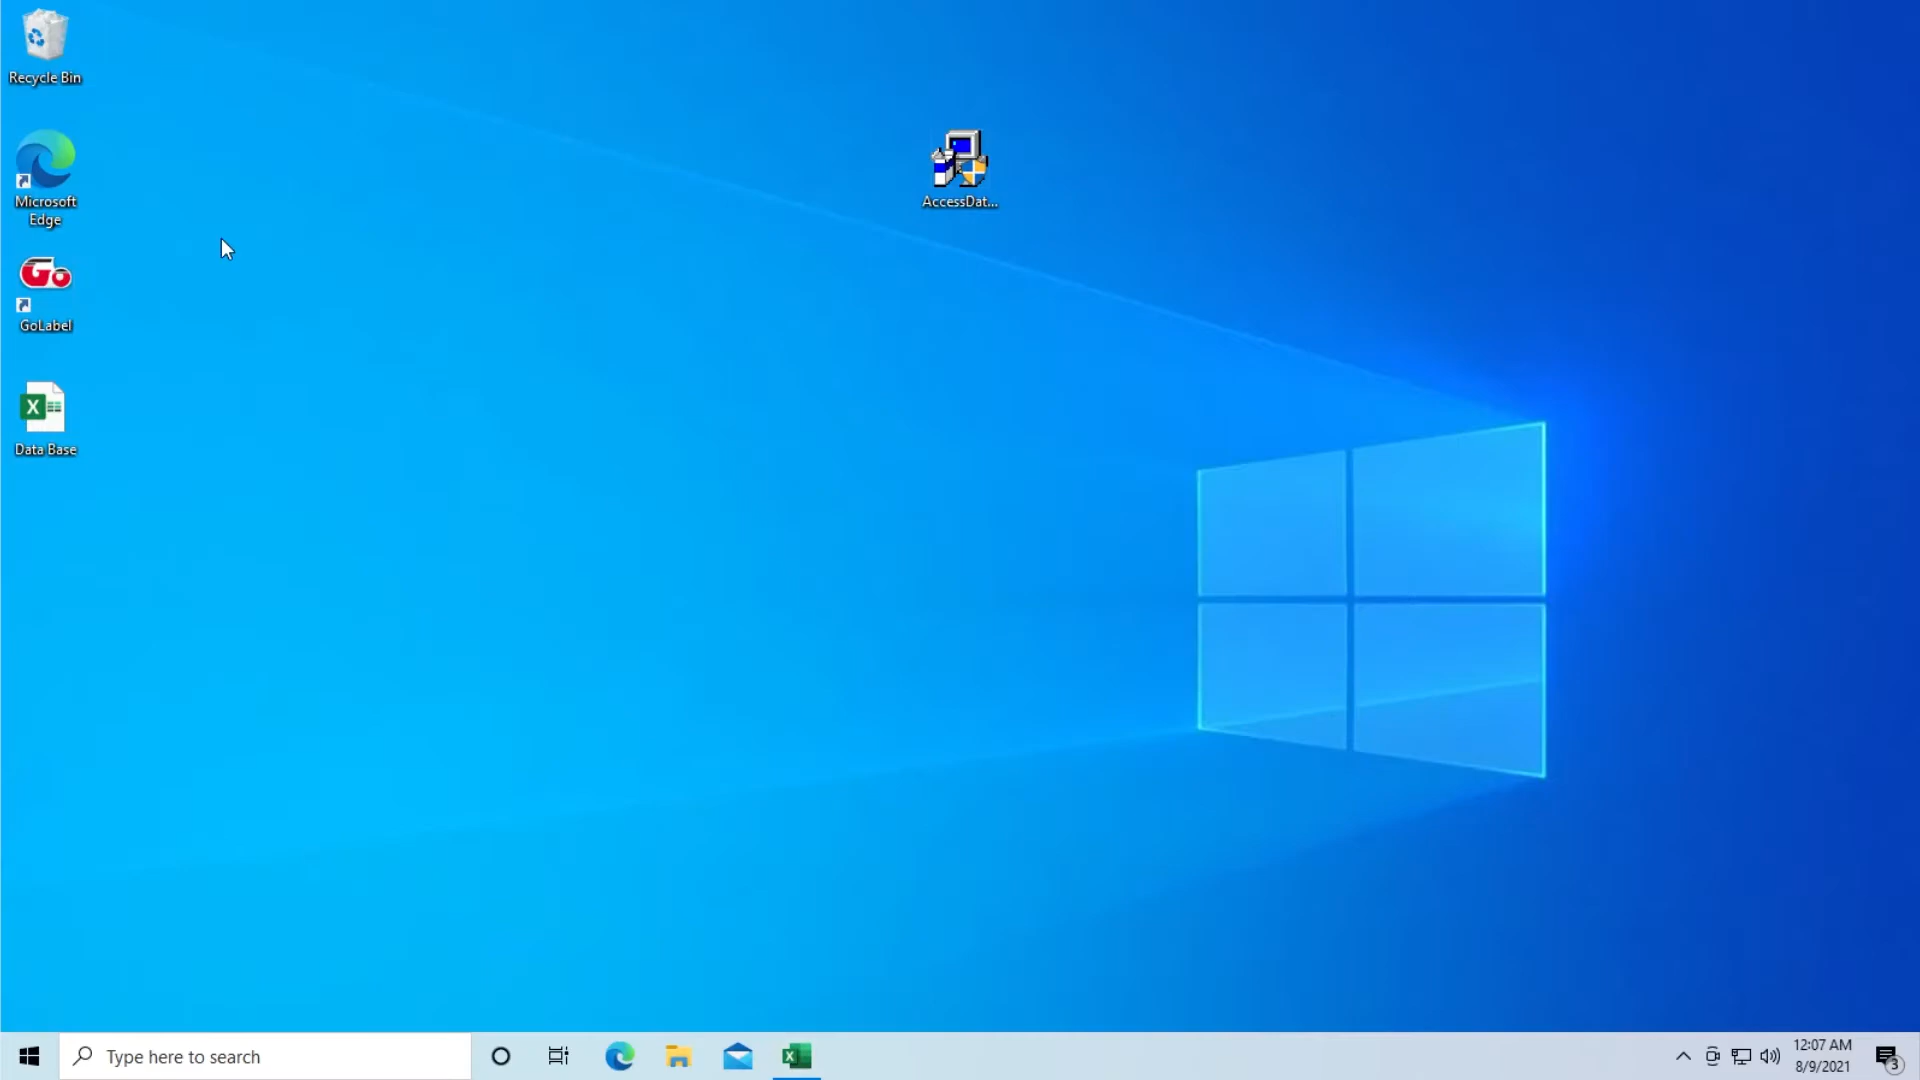 Recycle Bin
Microsoft
Edge
Go
GoLabel
X
Data Base
AccessDat...
Type here to search
X
12:07 AM
8/9/2021
3